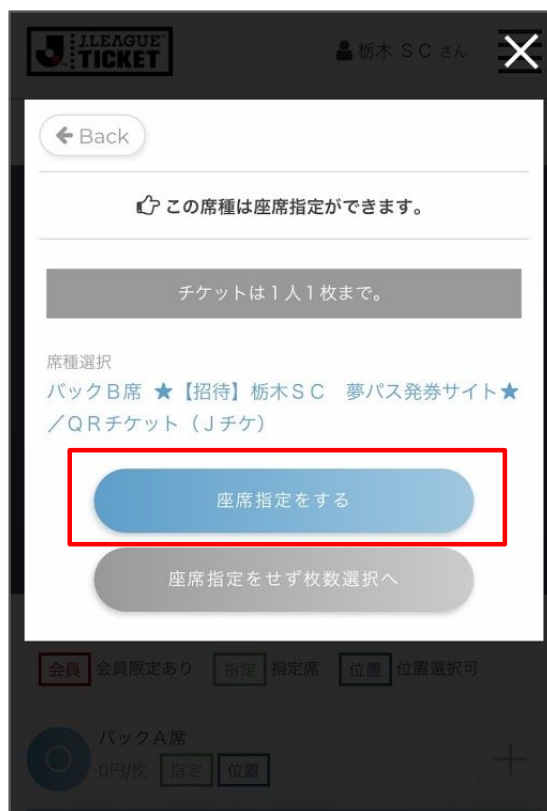 J.LEAGUE™
TICKET
栃木 ＳＣ さん
Back
この席種は座席指定ができます。
チケットは１人１枚まで。
席種選択
バックＢ席 ★【招待】栃木ＳＣ　夢パス発券サイト★
／ＱＲチケット（Ｊチケ）
座席指定をする
座席指定をせず枚数選択へ
会員 会員限定あり 指定 指定席 位置 位置選択可
バックＡ席
0円/枚 指定 位置